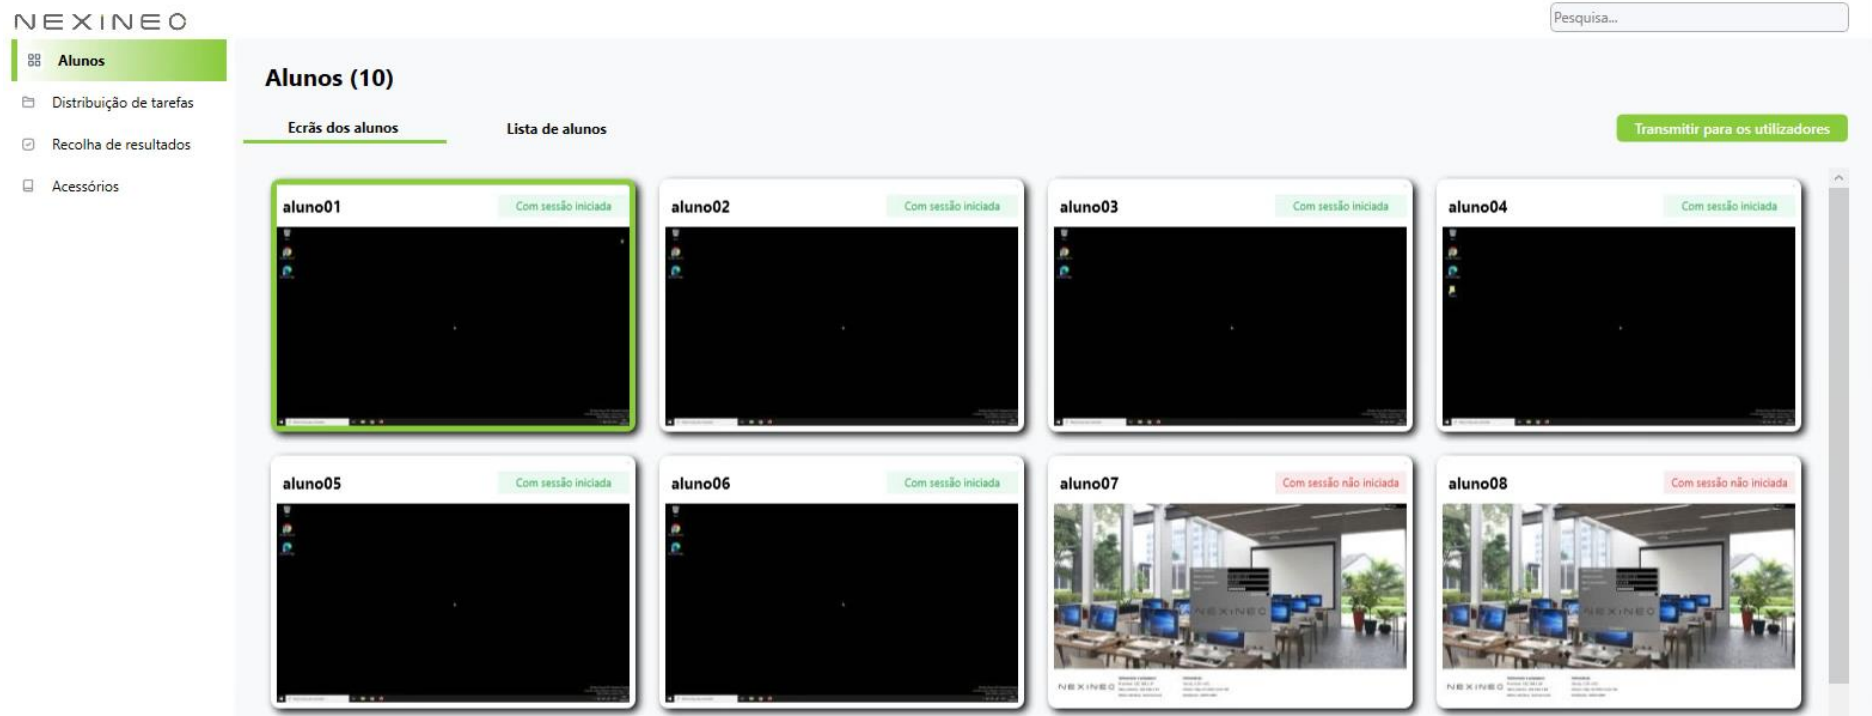 NEXINEO
Pesquisa...
Alunos
Distribuição de tarefas
Recolha de resultados
Acessórios
Alunos (10)
Ecrãs dos alunos
Lista de alunos
Transmitir para os utilizadores
aluno01
Com sessão iniciada
aluno02
Com sessão iniciada
aluno03
Com sessão iniciada
aluno04
Com sessão iniciada
aluno05
Com sessão iniciada
aluno06
Com sessão iniciada
aluno07
Com sessão não iniciada
aluno08
Com sessão não iniciada
NEXINEO
NEXINEO
NEXINEO
NEXINEO